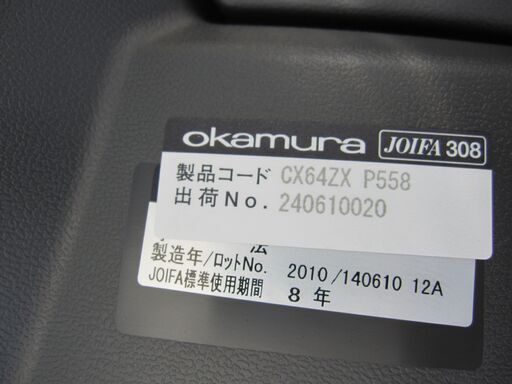 okamura JOIFA 308
製品コード CX64ZX P558
出荷No. 240610020
法
製造年/ロットNo. 2010/140610 12A
JOIFA標準使用期間 8 年